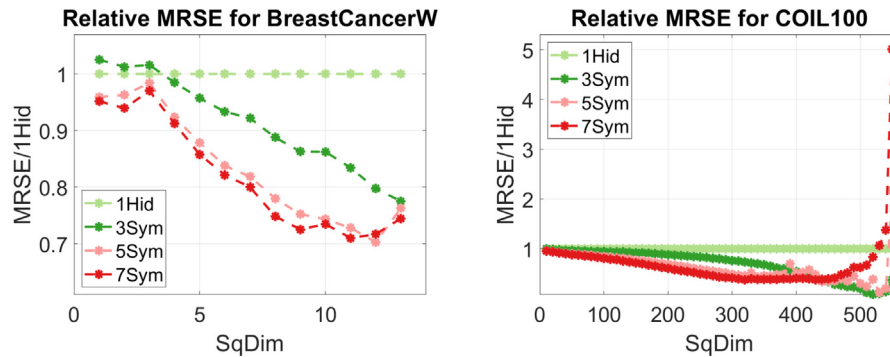 Relative MRSE for BreastCancerW
MRSE/1Hid
1
0.9
0.8
0.7
1Hid
3Sym
5Sym
7Sym
0
5
10
SqDim
Relative MRSE for COIL100
MRSE/1Hid
5
4
3
2
1
1Hid
3Sym
5Sym
7Sym
0
100
200
300
400
500
SqDim